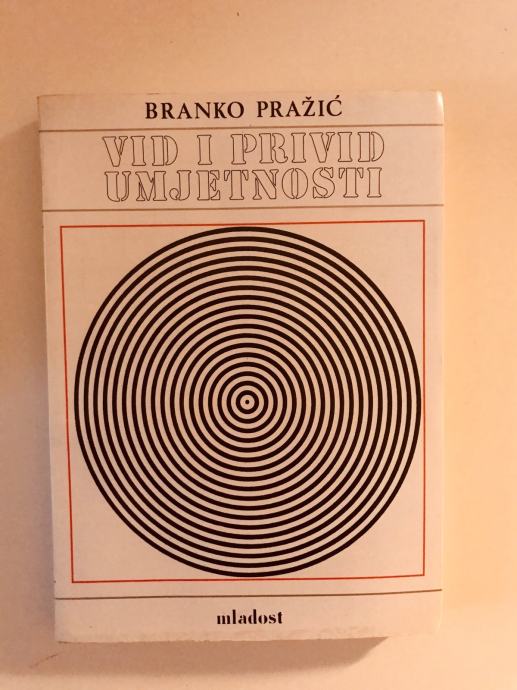 BRANKO PRAŽIĆ
VID I PRIVID
UMJETNOSTI
mladost